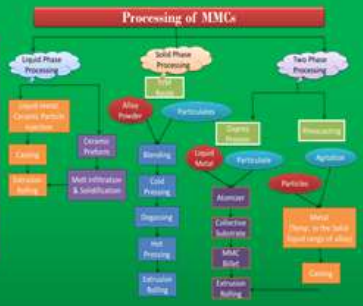 Processing of MMCs
Liquid Phase
Processing
Solid Phase
Processing
Two Phase
Processing
Liquid Metal
Ceramic Particle
Injection
Casting
Extrusion
Rolling
Ceramic
Preform
Melt Infiltration
& Solidification
Alloy
Powder
Particulates
Blending
Cold
Pressing
Degassing
Hot
Pressing
Extrusion
Rolling
Osprey
Process
Rheocasting
Liquid
Metal
Particulate
Agitation
Particles
Atomizer
Collective
Substrate
MMC
Billet
Extrusion
Rolling
Metal
(Temp. in the Solid
liquid range of alloy)
Casting